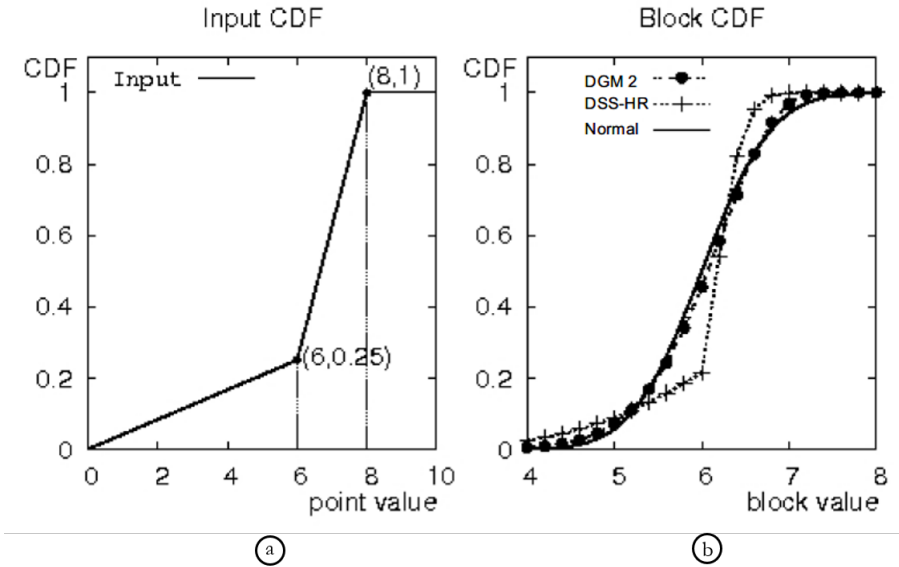 Input CDF
CDF
Input
(8,1)
1
0.8
0.6
0.4
(6,0.25)
0.2
0
0 2 4 6 8 10
point value
a
Block CDF
CDF
DGM 2
DSS-HR
Normal
1
0.8
0.6
0.4
0.2
0
4 5 6 7 8
block value
b